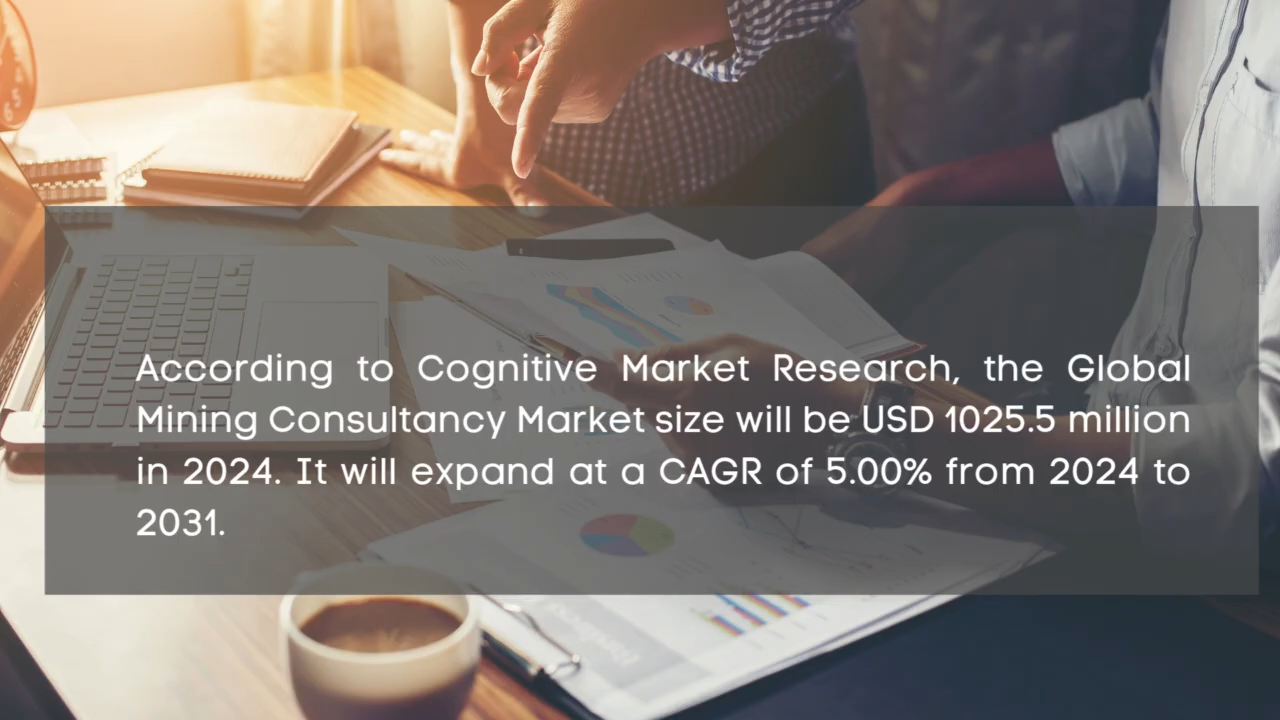 According to Cognitive Market Research, the Global
Mining Consultancy Market size will be USD 1025.5 million
in 2024. It will expand at a CAGR of 5.00% from 2024 to
2031.